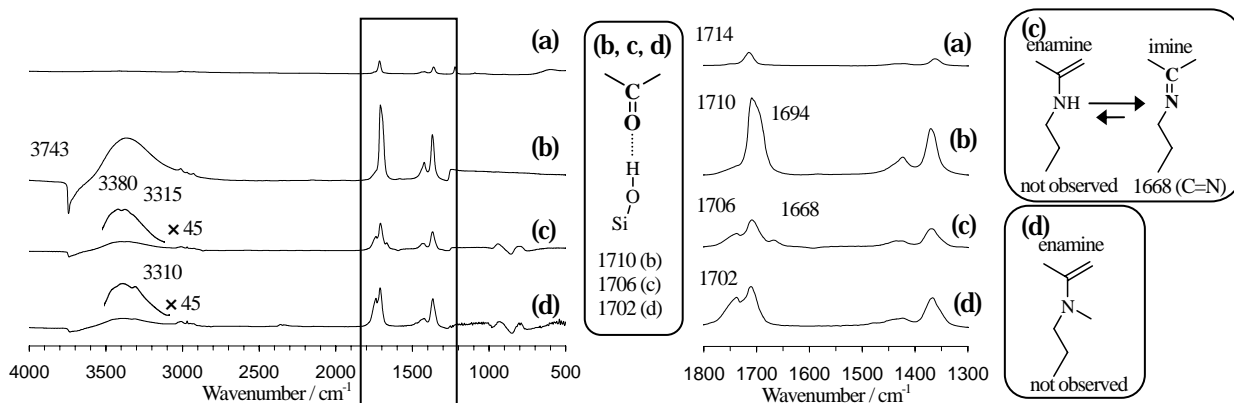 (a)
(b)
3743
3380
3315
× 45
(c)
3310
× 45
(d)
4000 3500 3000 2500 2000 1500 1000 500
Wavenumber / cm-1
(b, c, d)
C
O
H
O
Si
1710 (b)
1706 (c)
1702 (d)
1714
(a)
1710
1694
(b)
1706
1668
(c)
1702
(d)
1800 1700 1600 1500 1400 1300
Wavenumber / cm-1
(c)
enamine imine
C
NH N
not observed 1668 (C=N)
(d)
enamine
N
not observed